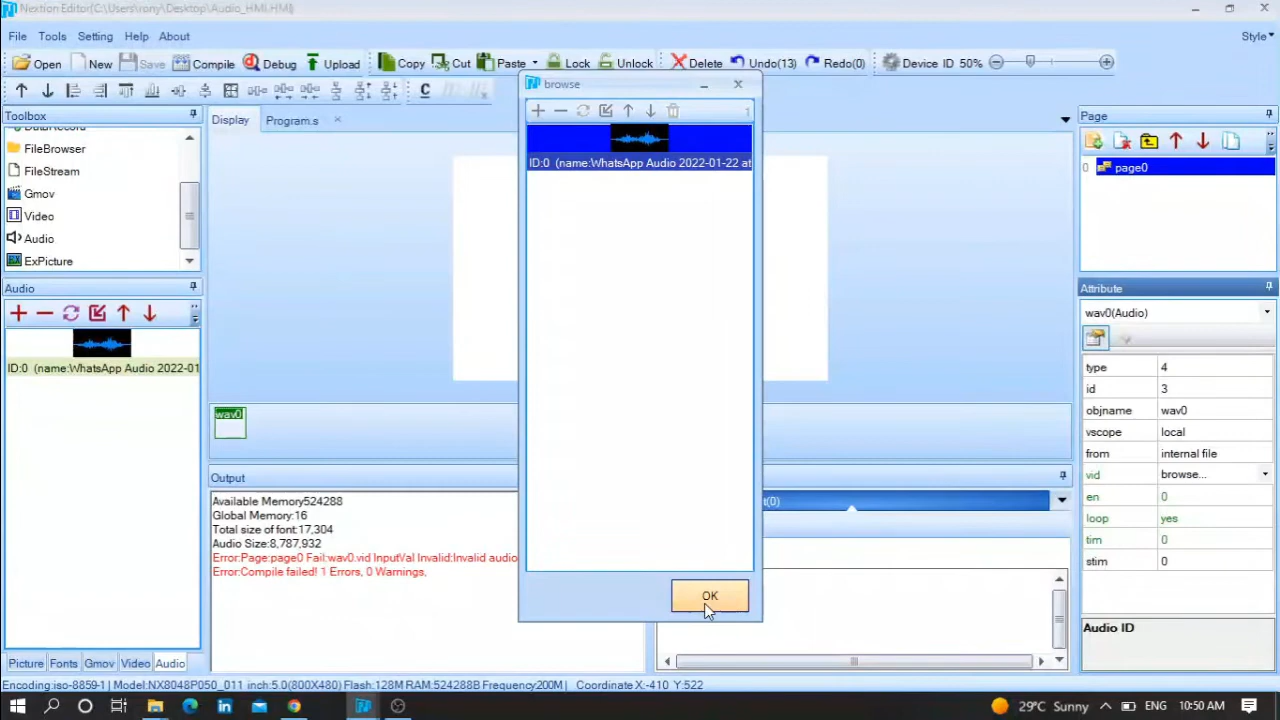 Nextion Editor(C:\Users\rony\Desktop\Audio_HMI.HMI)
File Tools Setting Help About Style
Open New Save Compile Debug Upload Copy Cut Paste Lock Unlock Delete Undo(13) Redo(0) Device ID 50%
Toolbox
DataRecord
FileBrowser
FileStream
Gmov
Video
Audio
ExPicture
Audio
ID:0 (name:WhatsApp Audio 2022-01
Picture Fonts Gmov Video Audio
Display Program.s
wav0
Output
Available Memory524288
Global Memory:16
Total size of font:17,304
Audio Size:8,787,932
Error:Page:page0 Fail:wav0.vid InputVal Invalid:Invalid audio
Error:Compile failed! 1 Errors, 0 Warnings,
browse
1
ID:0 (name:WhatsApp Audio 2022-01-22 at
OK
t(0)
Page
0 page0
Attribute
wav0(Audio)
type 4
id 3
objname wav0
vscope local
from internal file
vid browse...
en 0
loop yes
tim 0
stim 0
Audio ID
Encoding:iso-8859-1 Model:NX8048P050_011 inch:5.0(800X480) Flash:128M RAM:524288B Frequency:200M Coordinate X:-410 Y:522
29°C Sunny ENG 10:50 AM